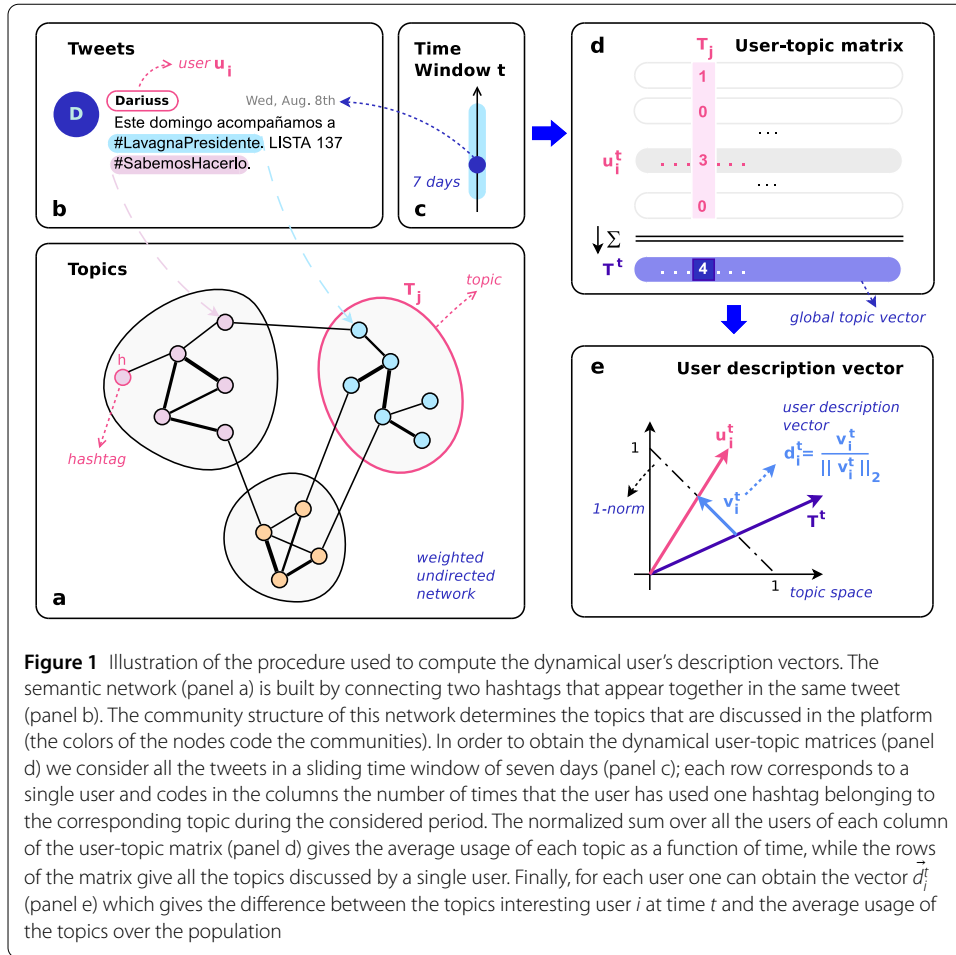 Tweets
user u_i
D
Dariuss
Wed, Aug. 8th
Este domingo acompañamos a
#LavagnaPresidente. LISTA 137
#SabemosHacerlo.
b
Time
Window t
7 days
c
d
User-topic matrix
T_j
1
0
...
u_i^t
... 3 ...
...
0
Σ
T^t
... 4 ...
global topic vector
Topics
T_j
topic
h
hashtag
weighted
undirected
network
a
e
User description vector
user description
vector
d_i^t = v_i^t / || v_i^t ||_2
u_i^t
1
1-norm
v_i^t
T^t
1
topic space
Figure 1 Illustration of the procedure used to compute the dynamical user’s description vectors. The
semantic network (panel a) is built by connecting two hashtags that appear together in the same tweet
(panel b). The community structure of this network determines the topics that are discussed in the platform
(the colors of the nodes code the communities). In order to obtain the dynamical user-topic matrices (panel
d) we consider all the tweets in a sliding time window of seven days (panel c); each row corresponds to a
single user and codes in the columns the number of times that the user has used one hashtag belonging to
the corresponding topic during the considered period. The normalized sum over all the users of each column
of the user-topic matrix (panel d) gives the average usage of each topic as a function of time, while the rows
of the matrix give all the topics discussed by a single user. Finally, for each user one can obtain the vector \vec{d_i^t}
(panel e) which gives the difference between the topics interesting user i at time t and the average usage of
the topics over the population